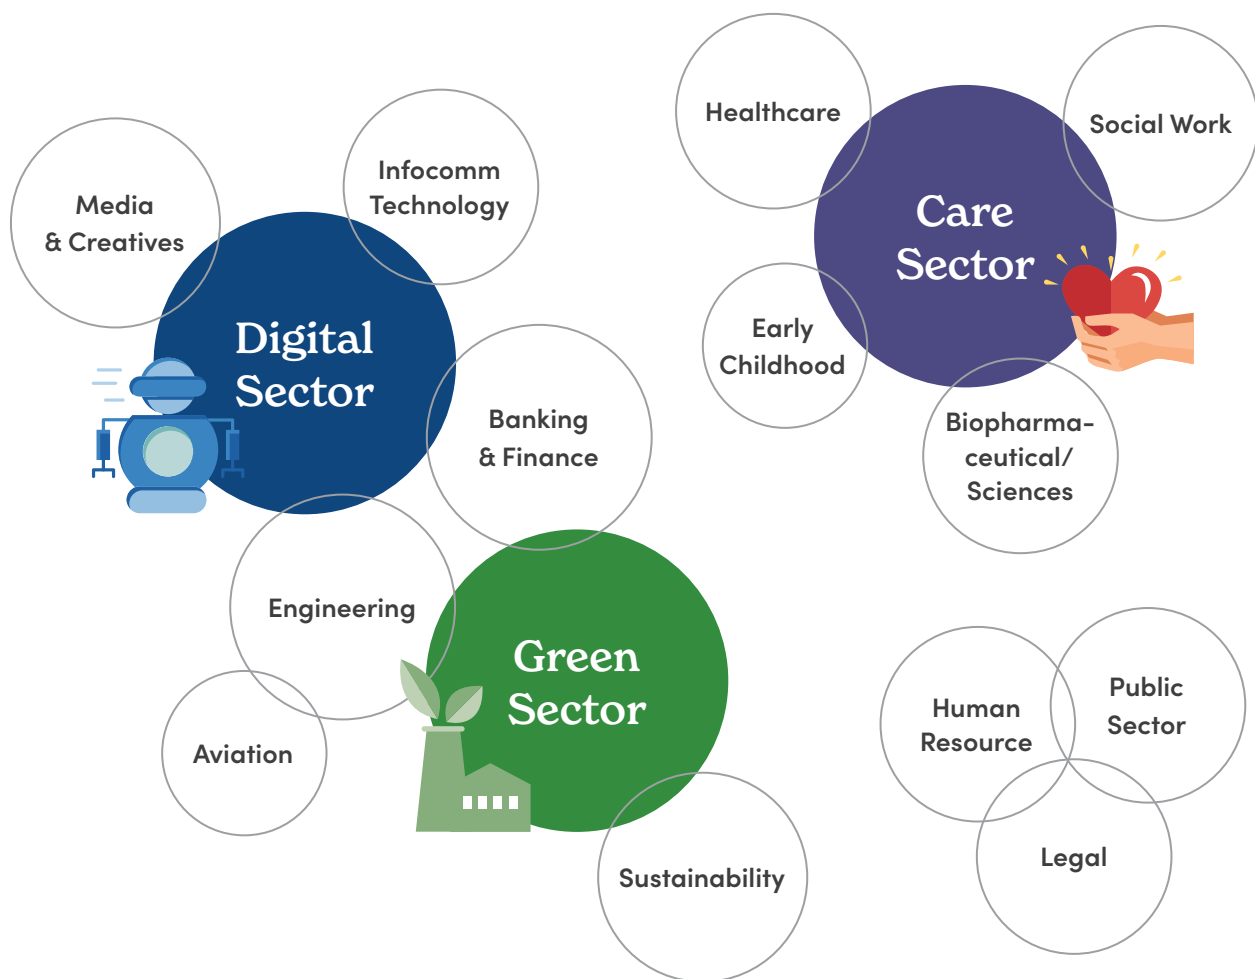 Media
& Creatives
Infocomm
Technology
Digital
Sector
Banking
& Finance
Engineering
Aviation
Green
Sector
Sustainability
Healthcare
Social Work
Care
Sector
Early
Childhood
Biopharma-
ceutical/
Sciences
Human
Resource
Public
Sector
Legal